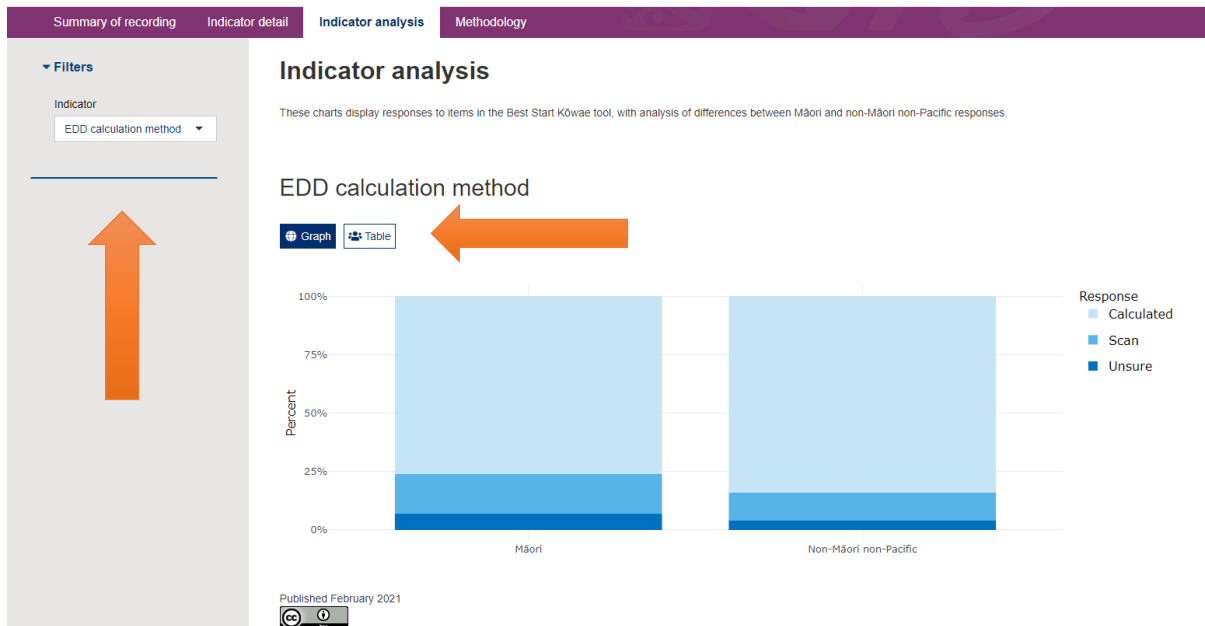 Summary of recording Indicator detail Indicator analysis Methodology
Filters
Indicator
EDD calculation method
Indicator analysis
These charts display responses to items in the Best Start Kōwae tool, with analysis of differences between Māori and non-Māori non-Pacific responses.
EDD calculation method
Graph Table
Response
Calculated
Scan
Unsure
Percent
100%
75%
50%
25%
0%
Māori Non-Māori non-Pacific
Published February 2021
cc